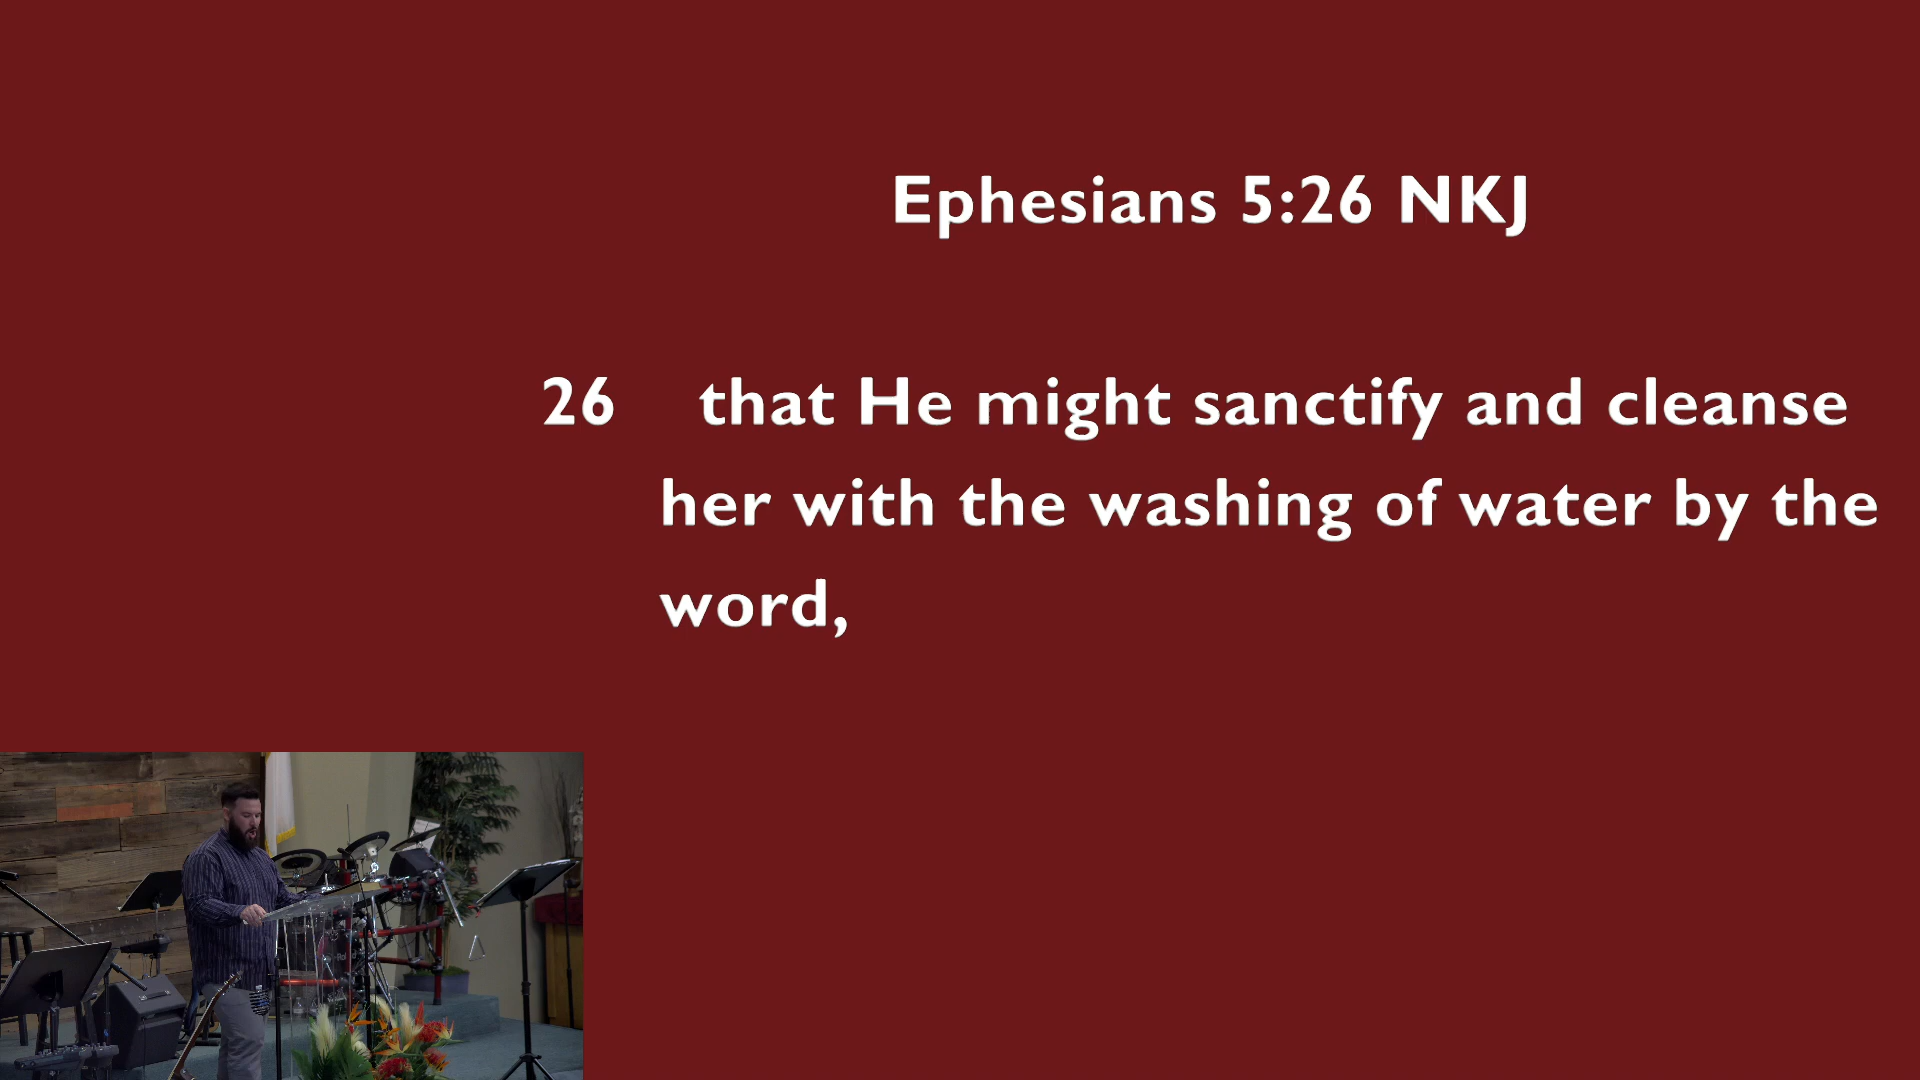 Ephesians 5:26 NKJ
26 that He might sanctify and cleanse
her with the washing of water by the
word,